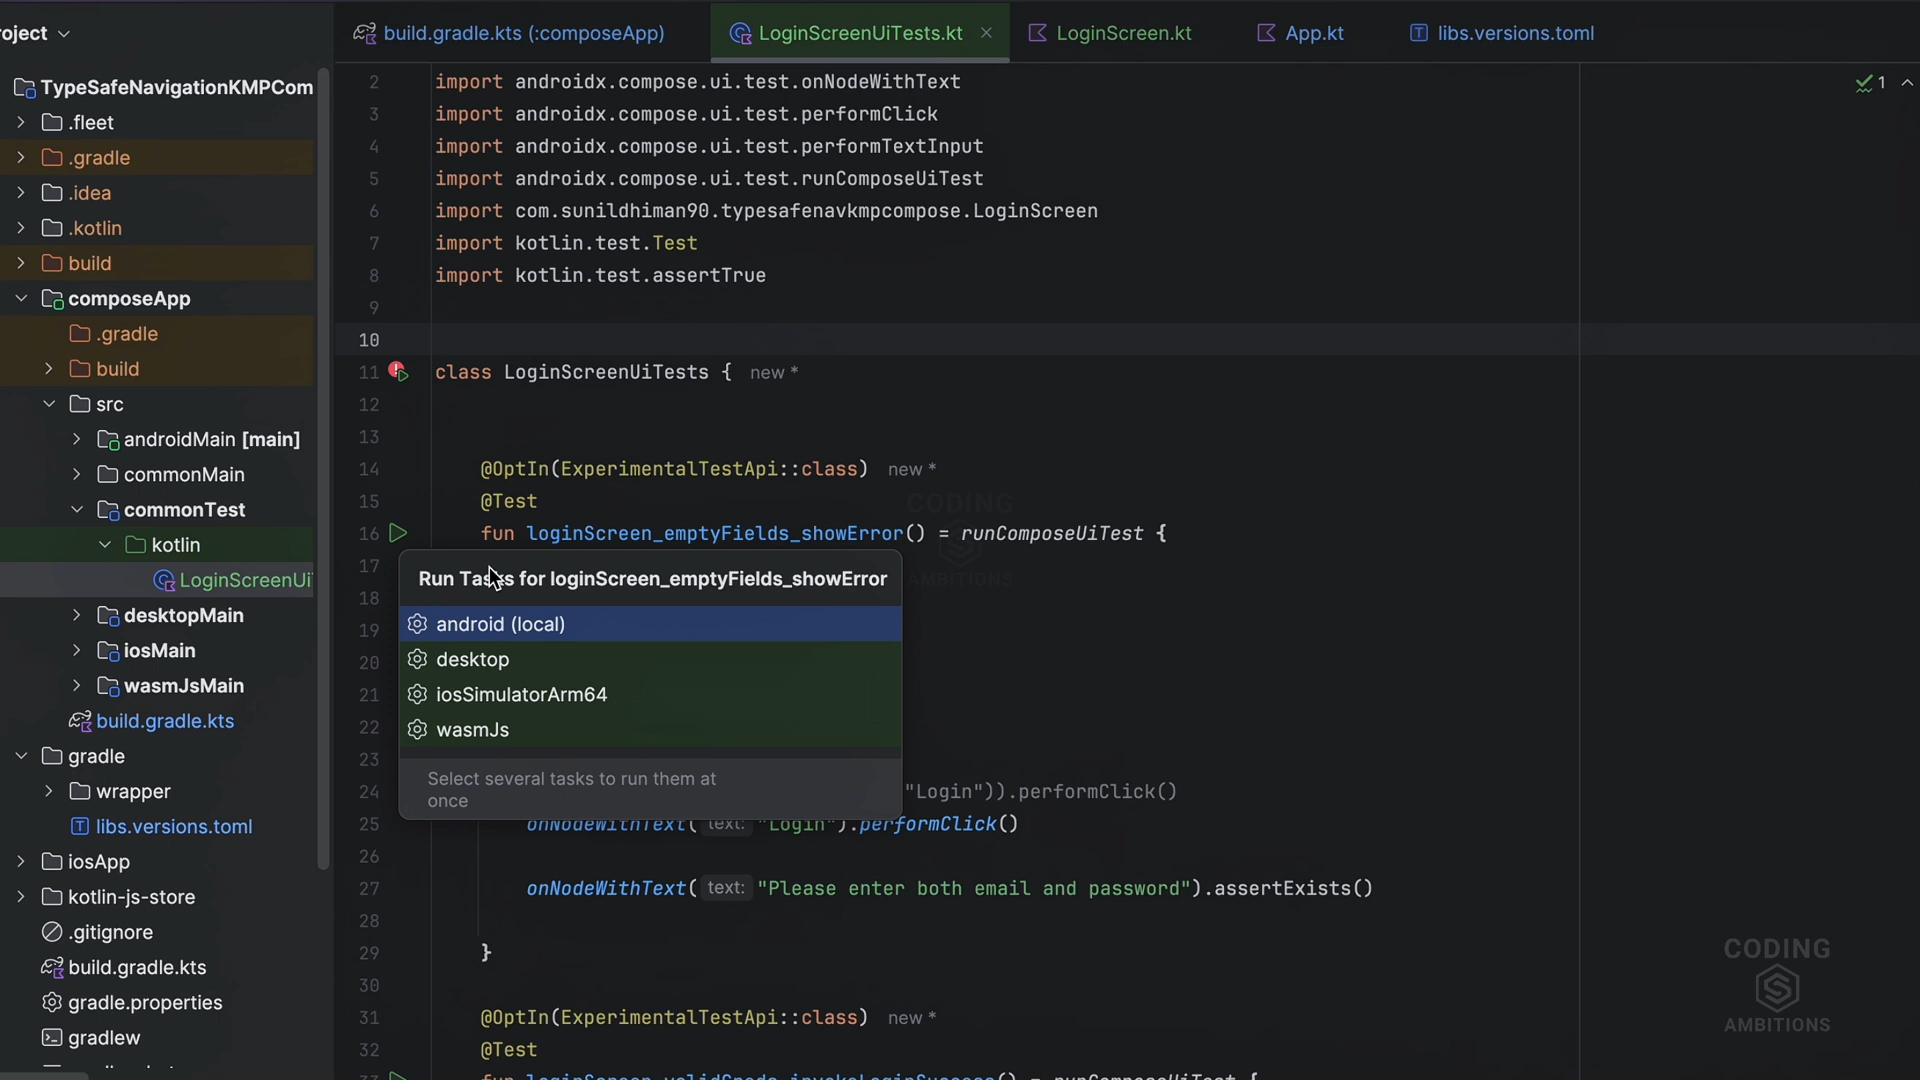 oject
build.gradle.kts (:composeApp)
LoginScreenUiTests.kt
LoginScreen.kt
App.kt
libs.versions.toml
TypeSafeNavigationKMPCom
.fleet
.gradle
.idea
.kotlin
build
composeApp
.gradle
build
src
androidMain [main]
commonMain
commonTest
kotlin
LoginScreenUi
desktopMain
iosMain
wasmJsMain
build.gradle.kts
gradle
wrapper
libs.versions.toml
iosApp
kotlin-js-store
.gitignore
build.gradle.kts
gradle.properties
gradlew
1
2 import androidx.compose.ui.test.onNodeWithText
3 import androidx.compose.ui.test.performClick
4 import androidx.compose.ui.test.performTextInput
5 import androidx.compose.ui.test.runComposeUiTest
6 import com.sunildhiman90.typesafenavkmpcompose.LoginScreen
7 import kotlin.test.Test
8 import kotlin.test.assertTrue
9
10
11 class LoginScreenUiTests { new *
12
13
14 @OptIn(ExperimentalTestApi::class) new *
15 @Test
16 fun loginScreen_emptyFields_showError() = runComposeUiTest {
17
18
19
20
21
22
23
24 "Login")).performClick()
25 onNodeWithText( text: "Login").performClick()
26
27 onNodeWithText( text: "Please enter both email and password").assertExists()
28
29 }
30
31 @OptIn(ExperimentalTestApi::class) new *
32 @Test
33 fun loginScreen_validCreds_invokeLoginSuccess() = runComposeUiTest {
Run Tasks for loginScreen_emptyFields_showError
android (local)
desktop
iosSimulatorArm64
wasmJs
Select several tasks to run them at
once
CODING
AMBITIONS
CODING
AMBITIONS